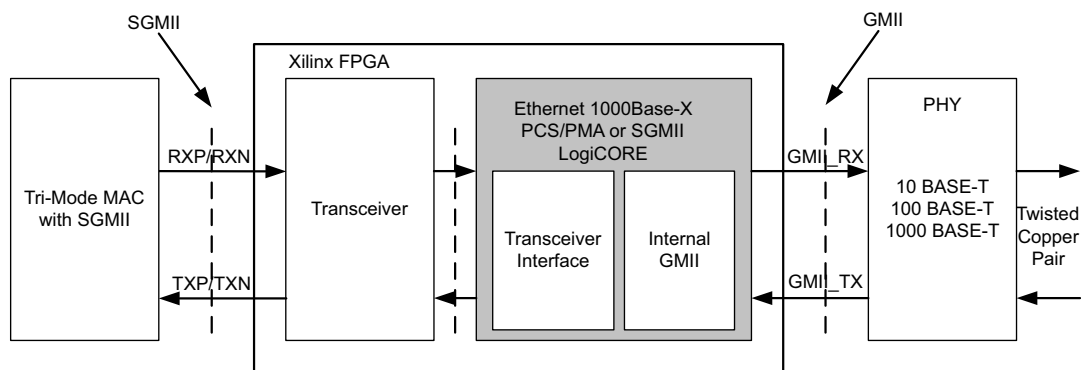 SGMII
GMII
Xilinx FPGA
Tri-Mode MAC
with SGMII
RXP/RXN
TXP/TXN
Transceiver
Ethernet 1000Base-X
PCS/PMA or SGMII
LogiCORE
Transceiver
Interface
Internal
GMII
GMII_RX
GMII_TX
PHY
10 BASE-T
100 BASE-T
1000 BASE-T
Twisted
Copper
Pair